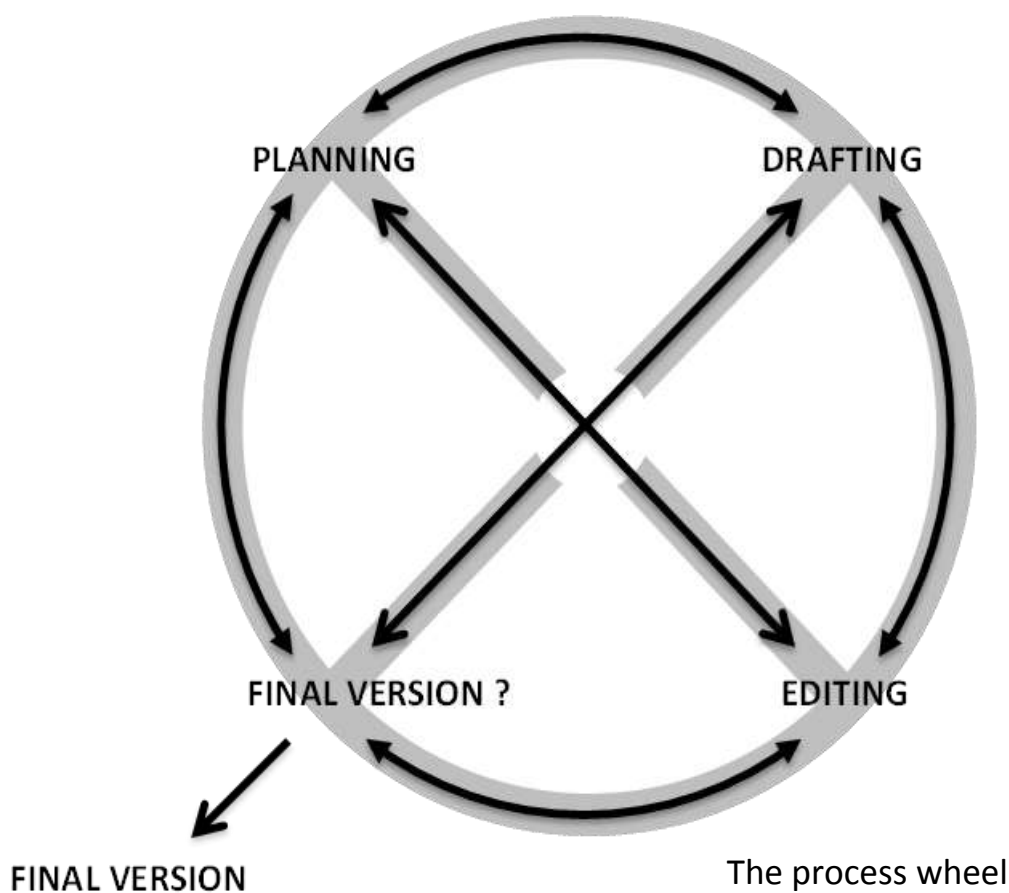 PLANNING
DRAFTING
FINAL VERSION ?
EDITING
FINAL VERSION
The process wheel